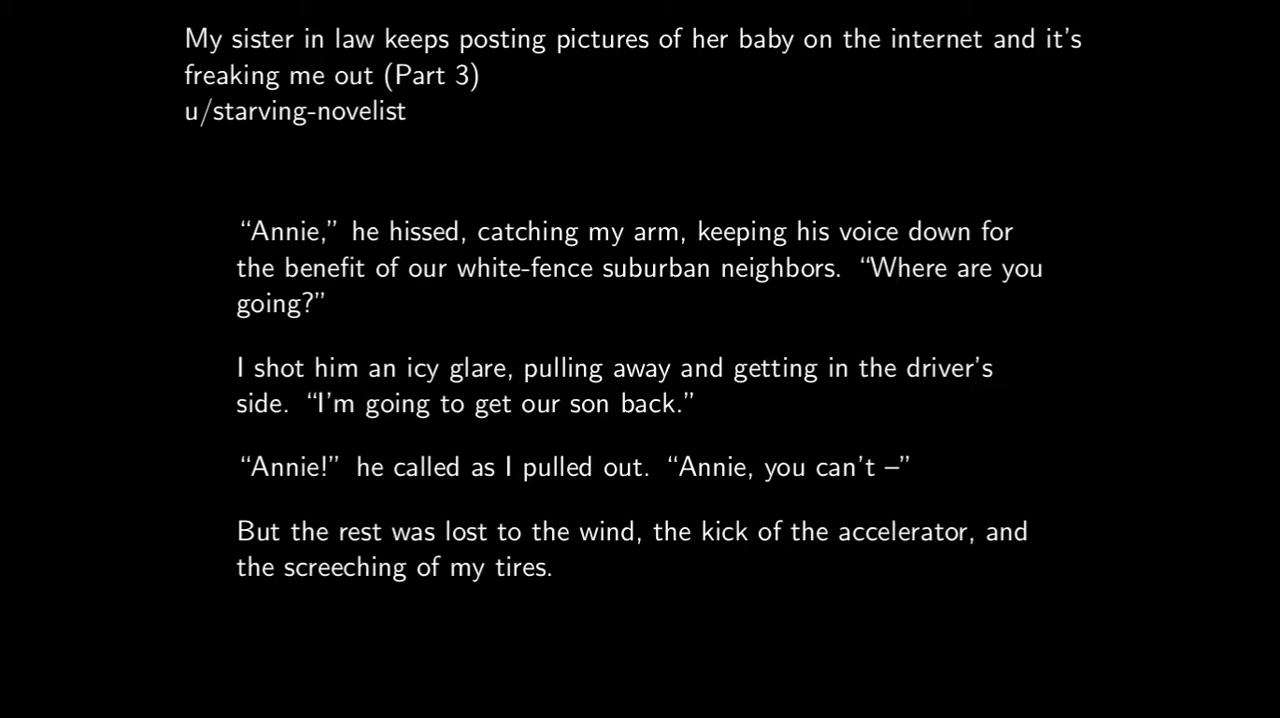 My sister in law keeps posting pictures of her baby on the internet and it's
freaking me out (Part 3)
u/starving-novelist
“Annie,” he hissed, catching my arm, keeping his voice down for
the benefit of our white-fence suburban neighbors. “Where are you
going?”
I shot him an icy glare, pulling away and getting in the driver's
side. “I'm going to get our son back.”
“Annie!” he called as I pulled out. “Annie, you can't –”
But the rest was lost to the wind, the kick of the accelerator, and
the screeching of my tires.